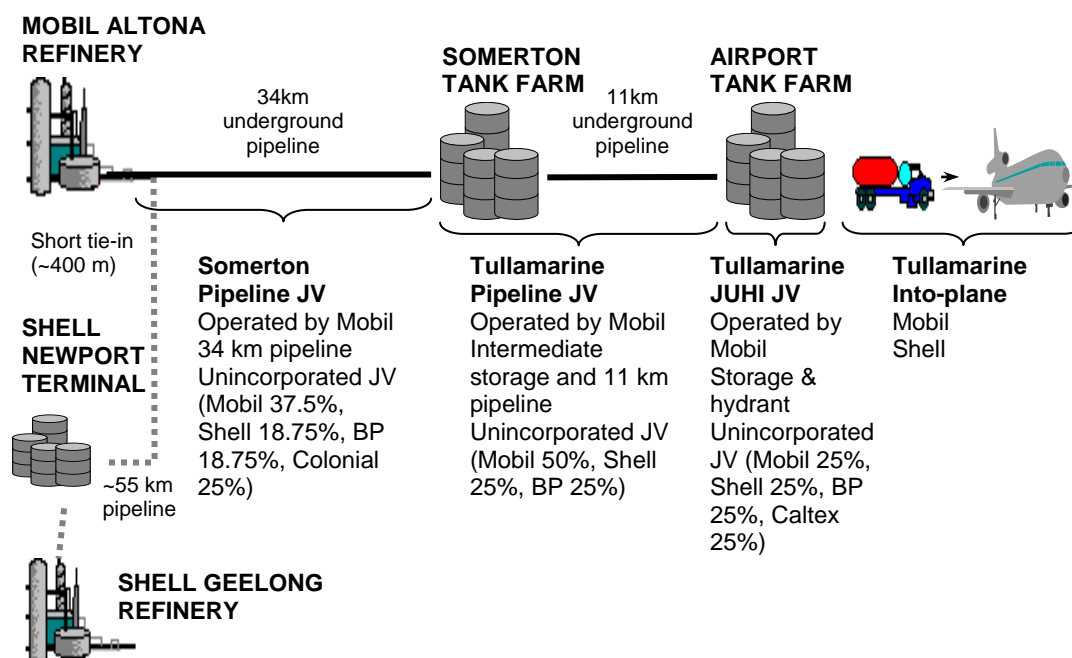 MOBIL ALTONA
REFINERY
34km
underground
pipeline
SOMERTON
TANK FARM
11km
underground
pipeline
AIRPORT
TANK FARM
Short tie-in
(~400 m)
SHELL
NEWPORT
TERMINAL
~55 km
pipeline
SHELL GEELONG
REFINERY
Somerton
Pipeline JV
Operated by Mobil
34 km pipeline
Unincorporated JV
(Mobil 37.5%,
Shell 18.75%, BP
18.75%, Colonial
25%)
Tullamarine
Pipeline JV
Operated by Mobil
Intermediate
storage and 11 km
pipeline
Unincorporated JV
(Mobil 50%, Shell
25%, BP 25%)
Tullamarine
JUHI JV
Operated by
Mobil
Storage &
hydrant
Unincorporated
JV (Mobil 25%,
Shell 25%, BP
25%, Caltex
25%)
Tullamarine
Into-plane
Mobil
Shell